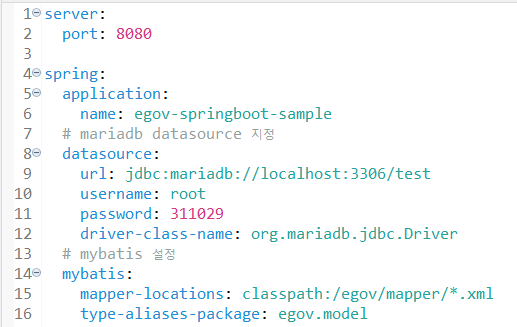 1 server:
2   port: 8080
3
4 spring:
5   application:
6     name: egov-springboot-sample
7   # mariadb datasource 지정
8   datasource:
9     url: jdbc:mariadb://localhost:3306/test
10     username: root
11     password: 311029
12     driver-class-name: org.mariadb.jdbc.Driver
13   # mybatis 설정
14   mybatis:
15     mapper-locations: classpath:/egov/mapper/*.xml
16     type-aliases-package: egov.model